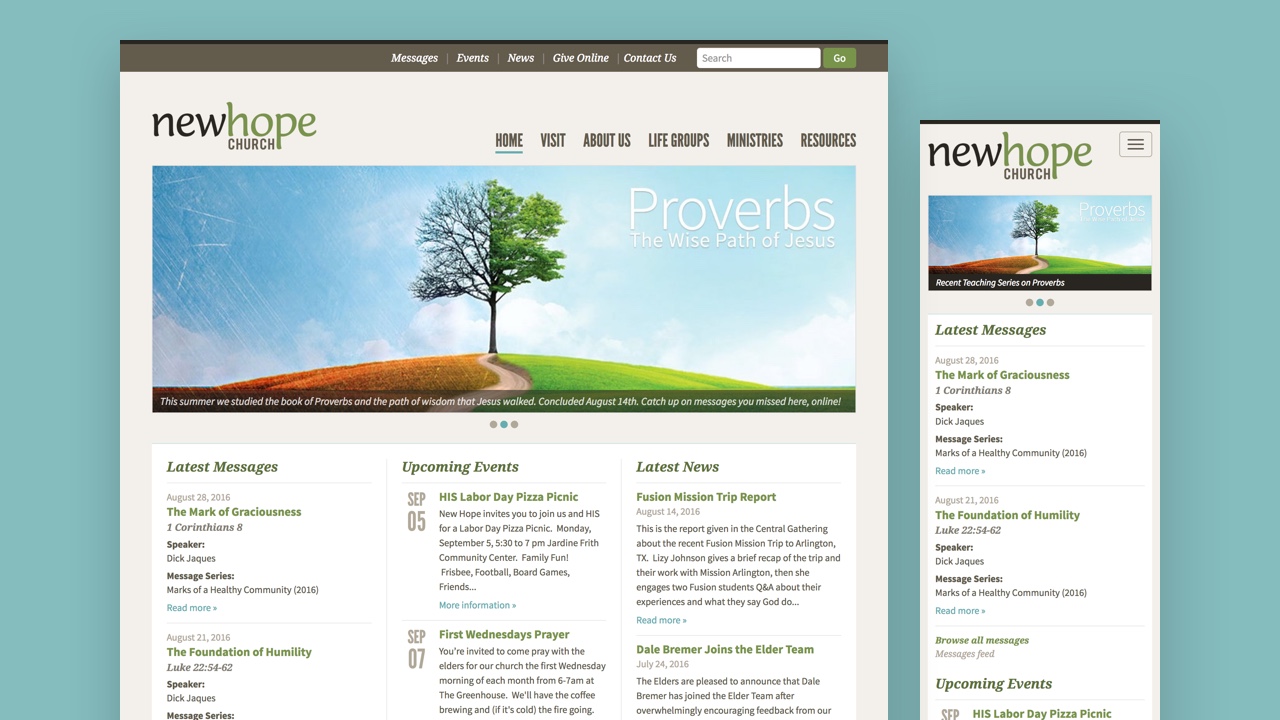 Messages | Events | News | Give Online | Contact Us Search Go
newhope
CHURCH
HOME VISIT ABOUT US LIFE GROUPS MINISTRIES RESOURCES
Proverbs
The Wise Path of Jesus
This summer we studied the book of Proverbs and the path of wisdom that Jesus walked. Concluded August 14th. Catch up on messages you missed here, online!
Latest Messages
August 28, 2016
The Mark of Graciousness
1 Corinthians 8
Speaker:
Dick Jaques
Message Series:
Marks of a Healthy Community (2016)
Read more »
August 21, 2016
The Foundation of Humility
Luke 22:54-62
Speaker:
Dick Jaques
Message Series:
Upcoming Events
SEP
05
HIS Labor Day Pizza Picnic
New Hope invites you to join us and HIS
for a Labor Day Pizza Picnic. Monday,
September 5, 5:30 to 7 pm Jardine Frith
Community Center. Family Fun!
Frisbee, Football, Board Games,
Friends...
More information »
SEP
07
First Wednesdays Prayer
You're invited to come pray with the
elders for our church the first Wednesday
morning of each month from 6-7am at
The Greenhouse. We'll have the coffee
brewing and (if it's cold) the fire going.
Latest News
Fusion Mission Trip Report
August 14, 2016
This is the report given in the Central Gathering
about the recent Fusion Mission Trip to Arlington,
TX. Lizy Johnson gives a brief recap of the trip and
their work with Mission Arlington, then she
engages two Fusion students Q&A about their
experiences and what they say God do...
Read more »
Dale Bremer Joins the Elder Team
July 24, 2016
The Elders are pleased to announce that Dale
Bremer has joined the Elder Team after
overwhelmingly encouraging feedback from our
newhope
CHURCH
Proverbs
The Wise Path of Jesus
Recent Teaching Series on Proverbs
Latest Messages
August 28, 2016
The Mark of Graciousness
1 Corinthians 8
Speaker:
Dick Jaques
Message Series:
Marks of a Healthy Community (2016)
Read more »
August 21, 2016
The Foundation of Humility
Luke 22:54-62
Speaker:
Dick Jaques
Message Series:
Marks of a Healthy Community (2016)
Read more »
Browse all messages
Messages feed
Upcoming Events
SEP
HIS Labor Day Pizza Picnic